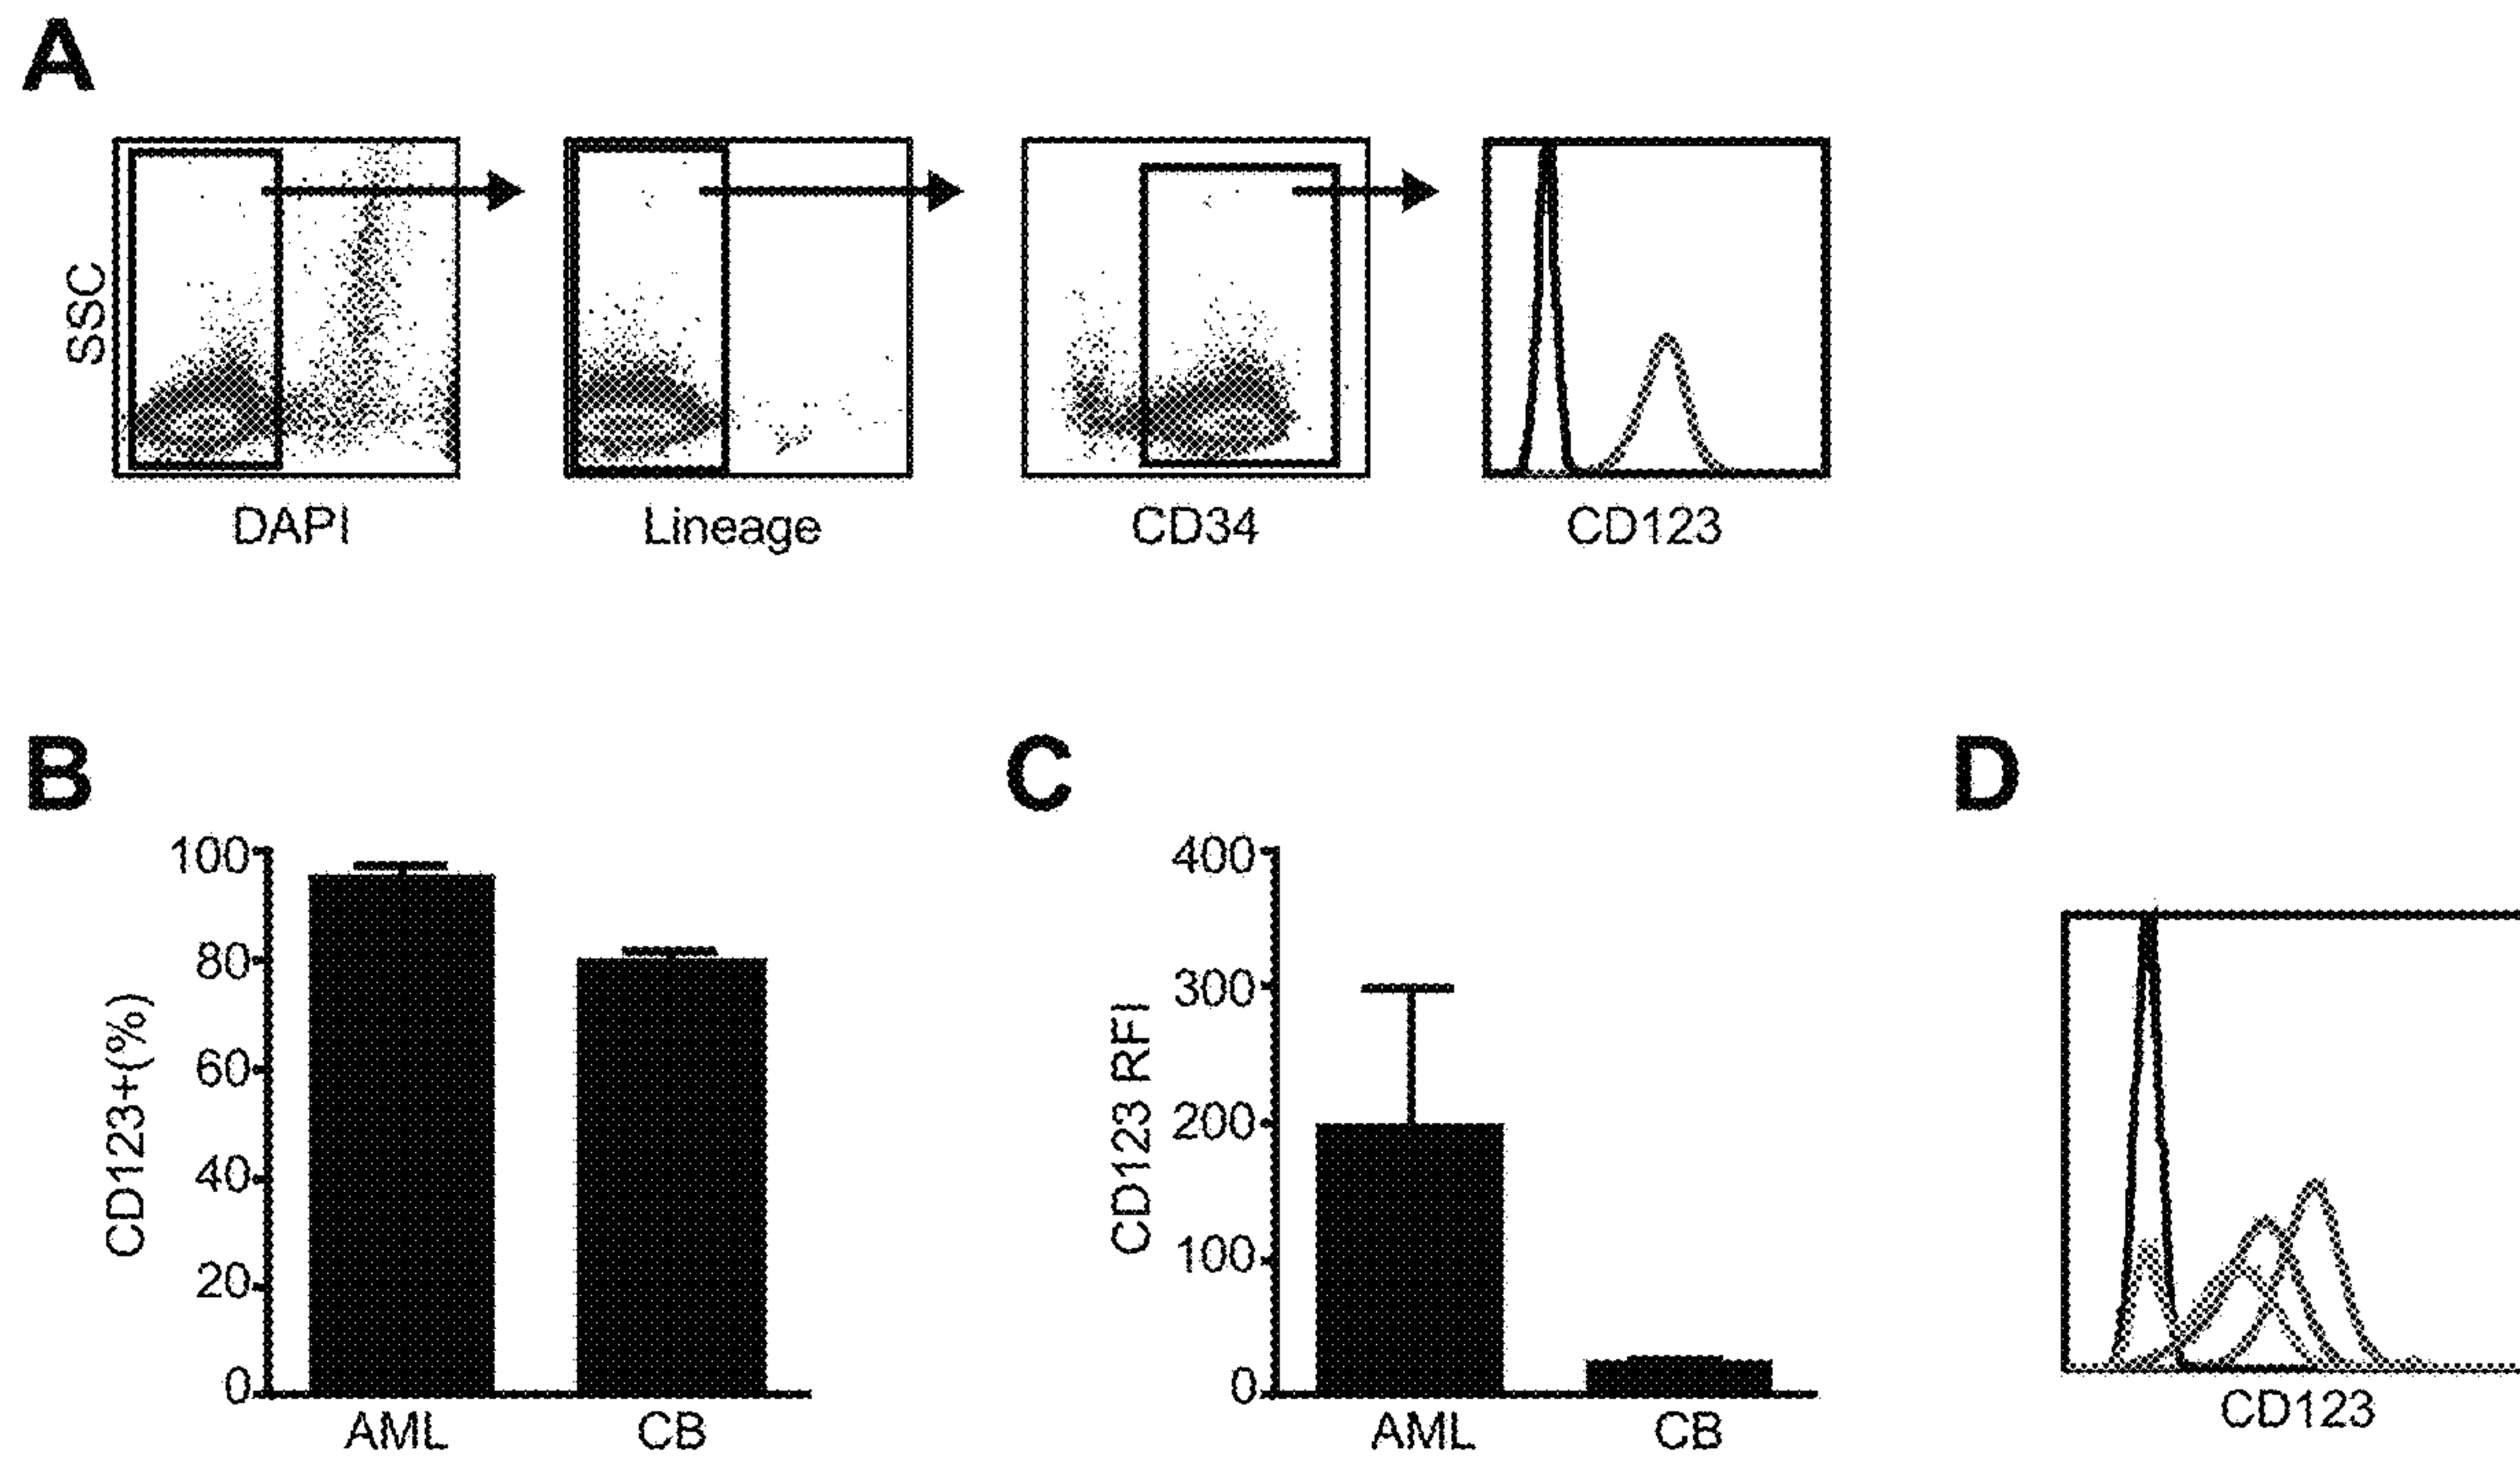 A
SSC
DAPI
Lineage
CD34
CD123
B
CD123+(%)
100
80
60
40
20
0
AML
CB
C
CD123 RFI
400
300
200
100
0
AML
CB
D
CD123